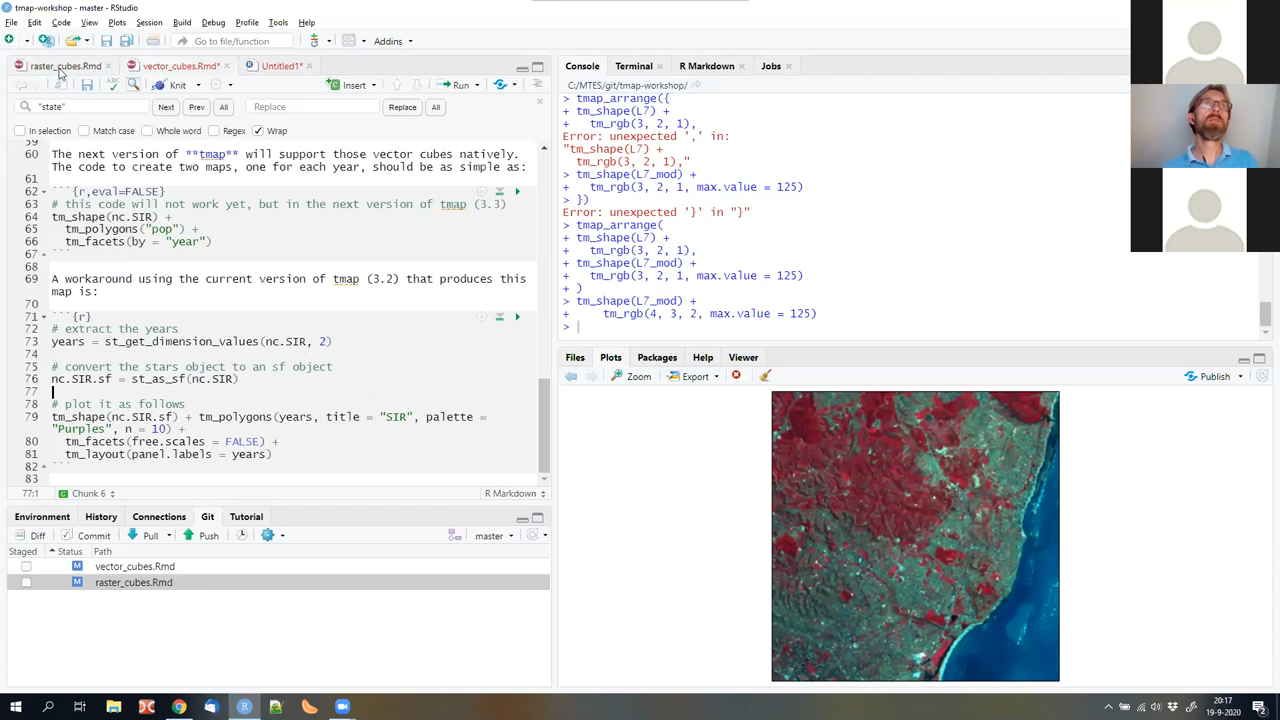 tmap-workshop - master - RStudio
File Edit Code View Plots Session Build Debug Profile Tools Help
Go to file/function Addins
raster_cubes.Rmd vector_cubes.Rmd* Untitled1*
Knit Insert Run
"state" Next Prev All Replace Replace All
In selection Match case Whole word Regex Wrap
59
60 The next version of **tmap** will support those vector cubes natively.
The code to create two maps, one for each year, should be as simple as:
61
62 ```{r,eval=FALSE}
63 # this code will not work yet, but in the next version of tmap (3.3)
64 tm_shape(nc.SIR) +
65 tm_polygons("pop") +
66 tm_facets(by = "year")
67 ```
68
69 A workaround using the current version of tmap (3.2) that produces this
map is:
70
71 ```{r}
72 # extract the years
73 years = st_get_dimension_values(nc.SIR, 2)
74
75 # convert the stars object to an sf object
76 nc.SIR.sf = st_as_sf(nc.SIR)
77
78 # plot it as follows
79 tm_shape(nc.SIR.sf) + tm_polygons(years, title = "SIR", palette =
"Purples", n = 10) +
80 tm_facets(free.scales = FALSE) +
81 tm_layout(panel.labels = years)
82 ```
83
77:1 Chunk 6 R Markdown
Environment History Connections Git Tutorial
Diff Commit Pull Push master
Staged Status Path
M vector_cubes.Rmd
M raster_cubes.Rmd
Console Terminal R Markdown Jobs
C:/MTES/git/tmap-workshop/
> tmap_arrange({
+ tm_shape(L7) +
+ tm_rgb(3, 2, 1),
Error: unexpected ',' in:
"tm_shape(L7) +
tm_rgb(3, 2, 1),"
> tm_shape(L7_mod) +
+ tm_rgb(3, 2, 1, max.value = 125)
> })
Error: unexpected '}' in "}"
> tmap_arrange(
+ tm_shape(L7) +
+ tm_rgb(3, 2, 1),
+ tm_shape(L7_mod) +
+ tm_rgb(3, 2, 1, max.value = 125)
+ )
> tm_shape(L7_mod) +
+ tm_rgb(4, 3, 2, max.value = 125)
>
Files Plots Packages Help Viewer
Zoom Export Publish
20:17
19-9-2020
2